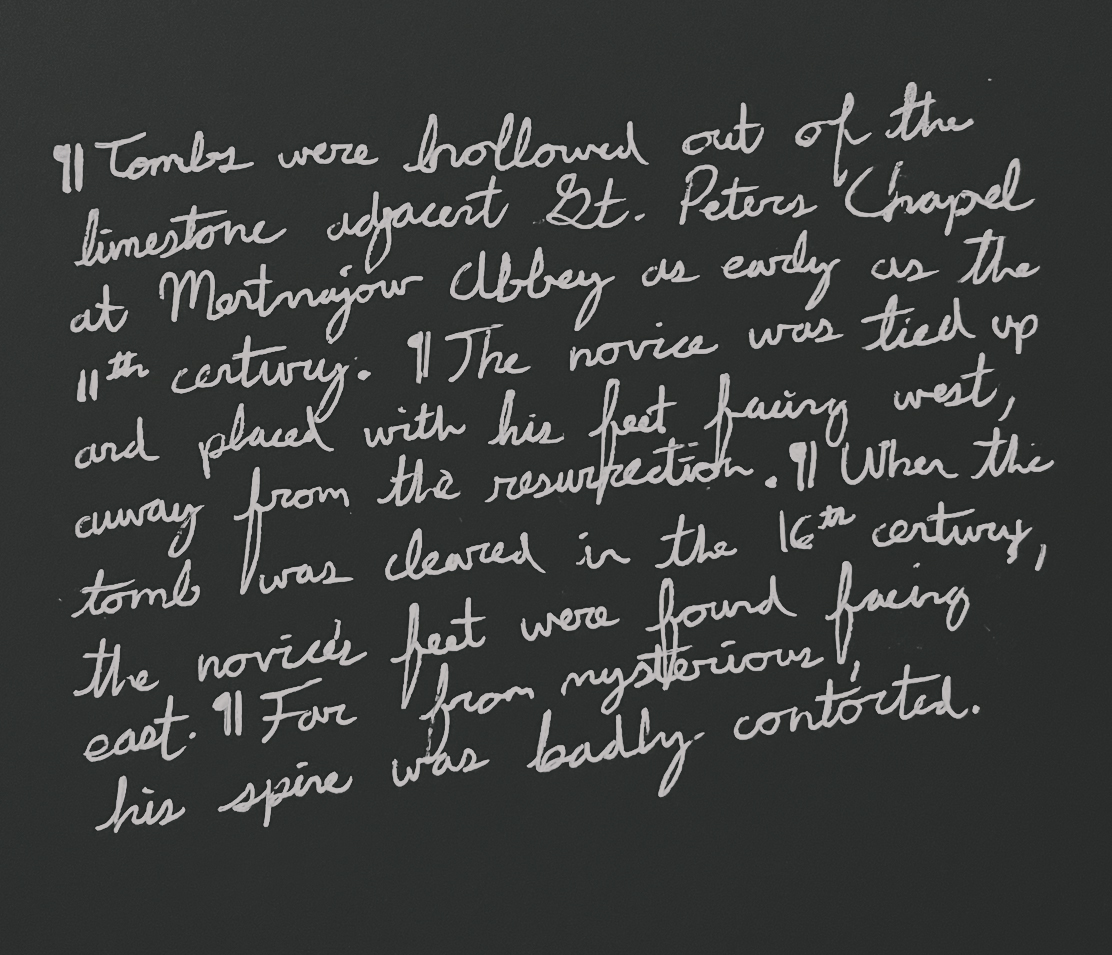 ¶ Tombs were hollowed out of the
limestone adjacent St. Peters Chapel
at Montmajour Abbey as early as the
11th century. ¶ The novice was tied up
and placed with his feet facing west,
away from the resurrection. ¶ When the
tomb was cleared in the 16th century,
the novice's feet were found facing
east. ¶ Far from mysterious,
his spine was badly contorted.